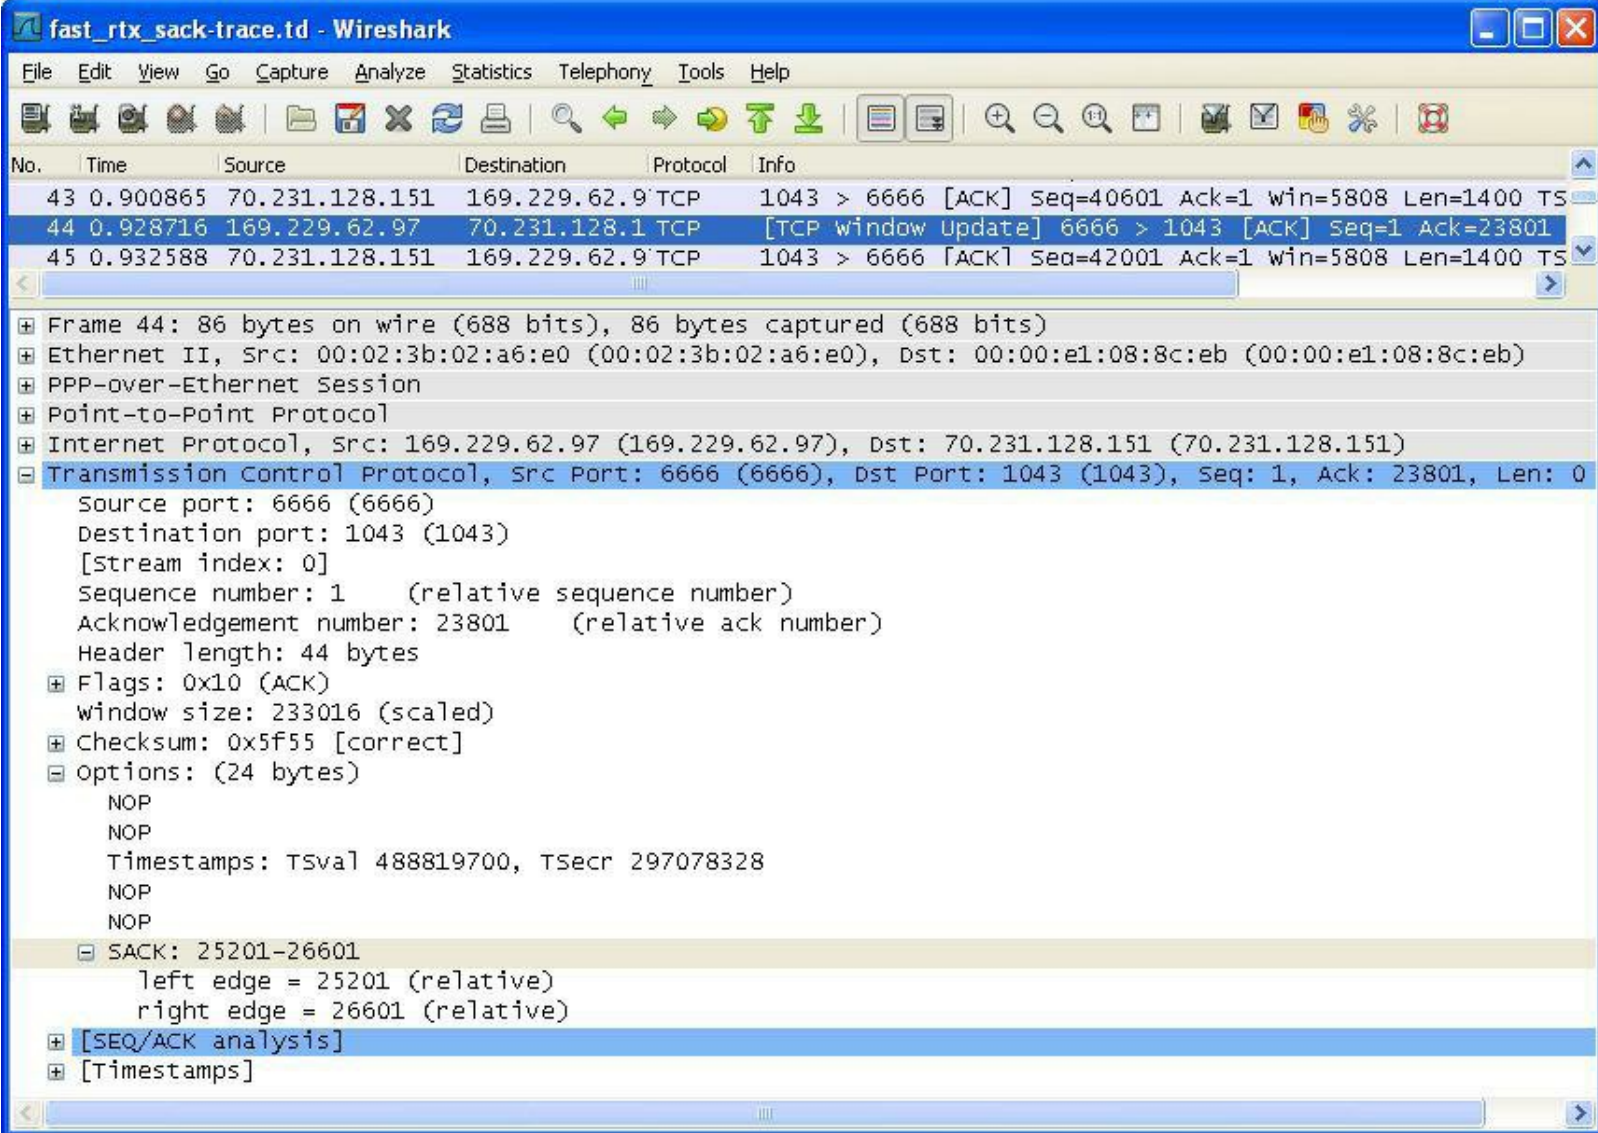 fast_rtx_sack-trace.td - Wireshark
File Edit View Go Capture Analyze Statistics Telephony Tools Help
No. Time Source Destination Protocol Info
43 0.900865 70.231.128.151 169.229.62.9 TCP 1043 > 6666 [ACK] Seq=40601 Ack=1 Win=5808 Len=1400 TS
44 0.928716 169.229.62.97 70.231.128.1 TCP [TCP Window Update] 6666 > 1043 [ACK] Seq=1 Ack=23801
45 0.932588 70.231.128.151 169.229.62.9 TCP 1043 > 6666 [ACK] Seq=42001 Ack=1 Win=5808 Len=1400 TS
Frame 44: 86 bytes on wire (688 bits), 86 bytes captured (688 bits)
Ethernet II, Src: 00:02:3b:02:a6:e0 (00:02:3b:02:a6:e0), Dst: 00:00:e1:08:8c:eb (00:00:e1:08:8c:eb)
PPP-over-Ethernet Session
Point-to-Point Protocol
Internet Protocol, Src: 169.229.62.97 (169.229.62.97), Dst: 70.231.128.151 (70.231.128.151)
Transmission Control Protocol, Src Port: 6666 (6666), Dst Port: 1043 (1043), Seq: 1, Ack: 23801, Len: 0
Source port: 6666 (6666)
Destination port: 1043 (1043)
[Stream index: 0]
Sequence number: 1 (relative sequence number)
Acknowledgement number: 23801 (relative ack number)
Header length: 44 bytes
Flags: 0x10 (ACK)
Window size: 233016 (scaled)
Checksum: 0x5f55 [correct]
Options: (24 bytes)
NOP
NOP
Timestamps: TSval 488819700, TSecr 297078328
NOP
NOP
SACK: 25201-26601
left edge = 25201 (relative)
right edge = 26601 (relative)
[SEQ/ACK analysis]
[Timestamps]